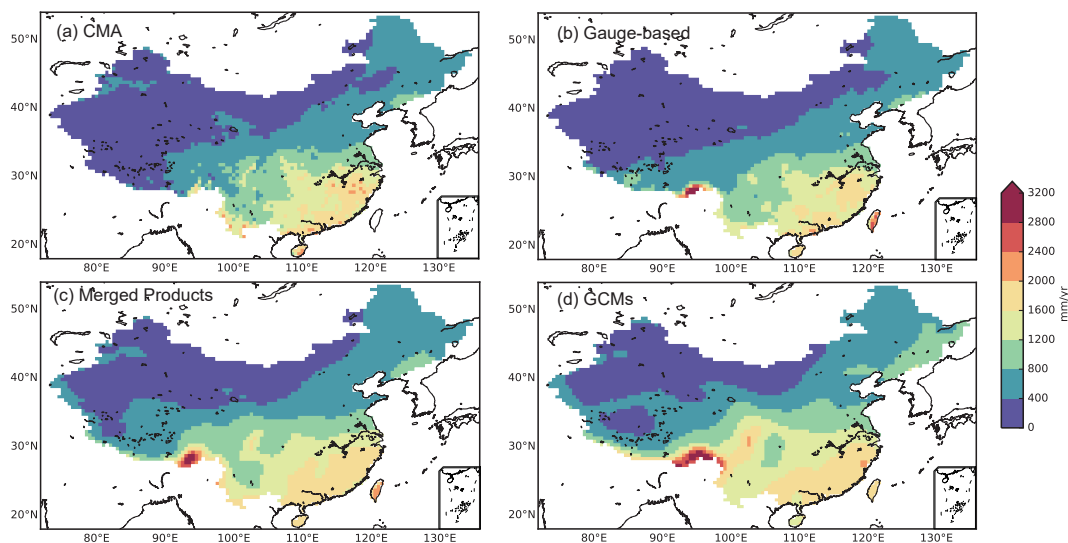 (a) CMA
50°N
40°N
30°N
20°N
80°E 90°E 100°E 110°E 120°E 130°E
(b) Gauge-based
50°N
40°N
30°N
20°N
80°E 90°E 100°E 110°E 120°E 130°E
(c) Merged Products
50°N
40°N
30°N
20°N
80°E 90°E 100°E 110°E 120°E 130°E
(d) GCMs
50°N
40°N
30°N
20°N
80°E 90°E 100°E 110°E 120°E 130°E
3200
2800
2400
2000
1600
1200
800
400
0
mm/yr